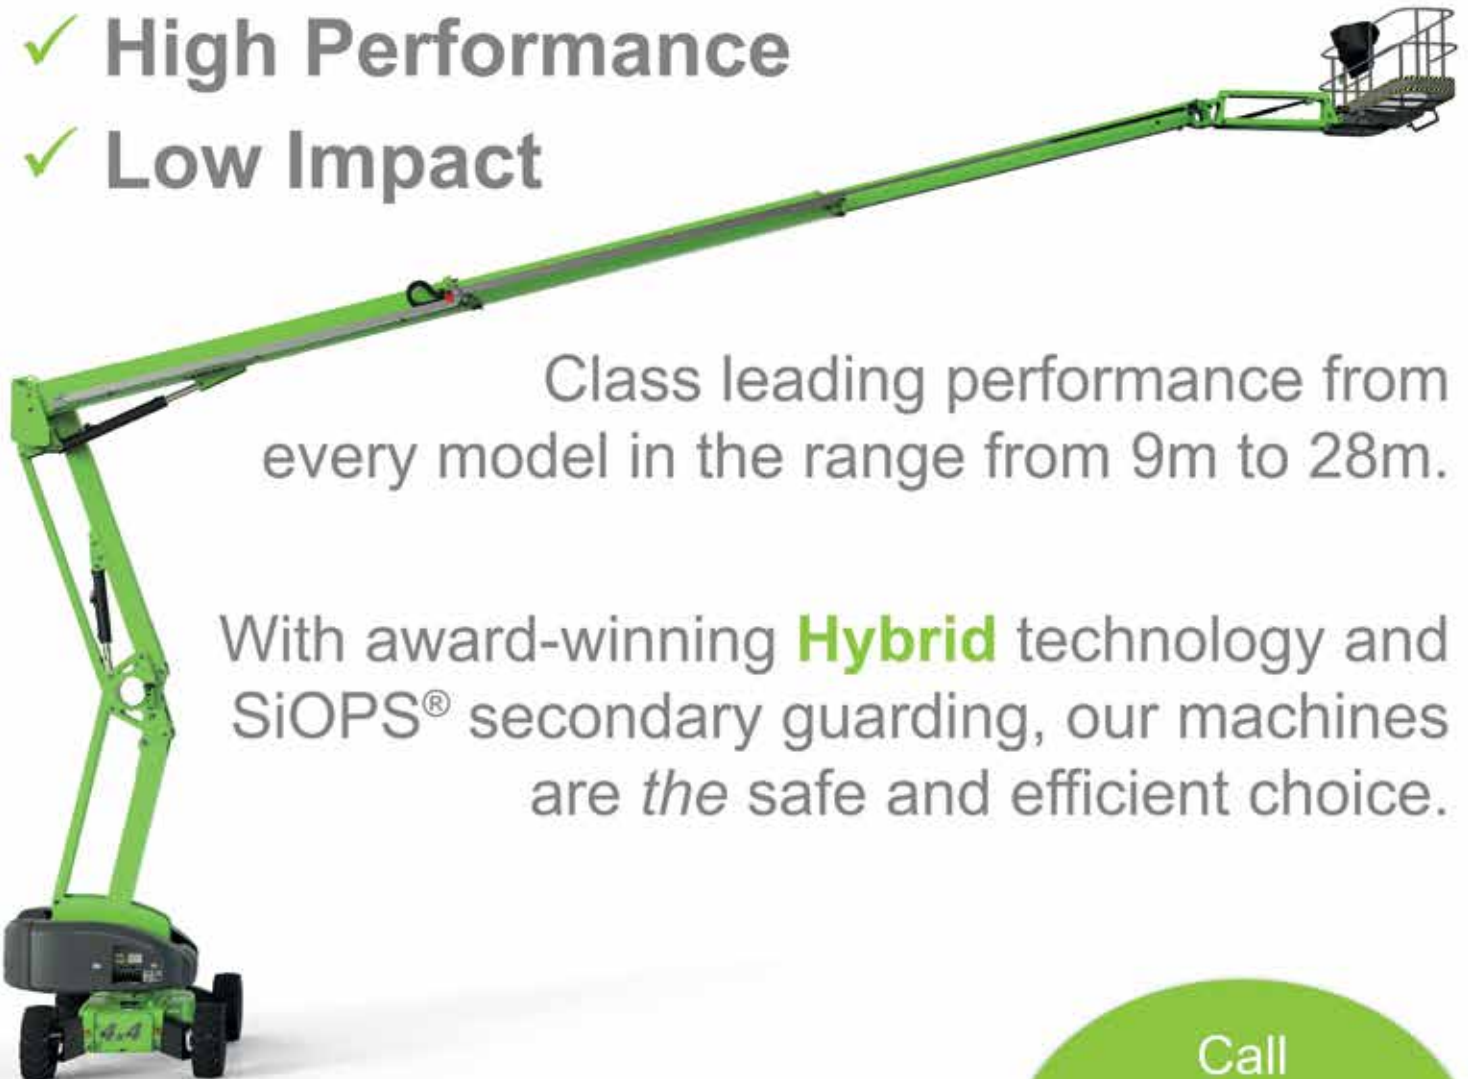 High Performance
Low Impact
Class leading performance from
every model in the range from 9m to 28m.
With award-winning Hybrid technology and
SiOPS® secondary guarding, our machines
are the safe and efficient choice.
4x4
Call